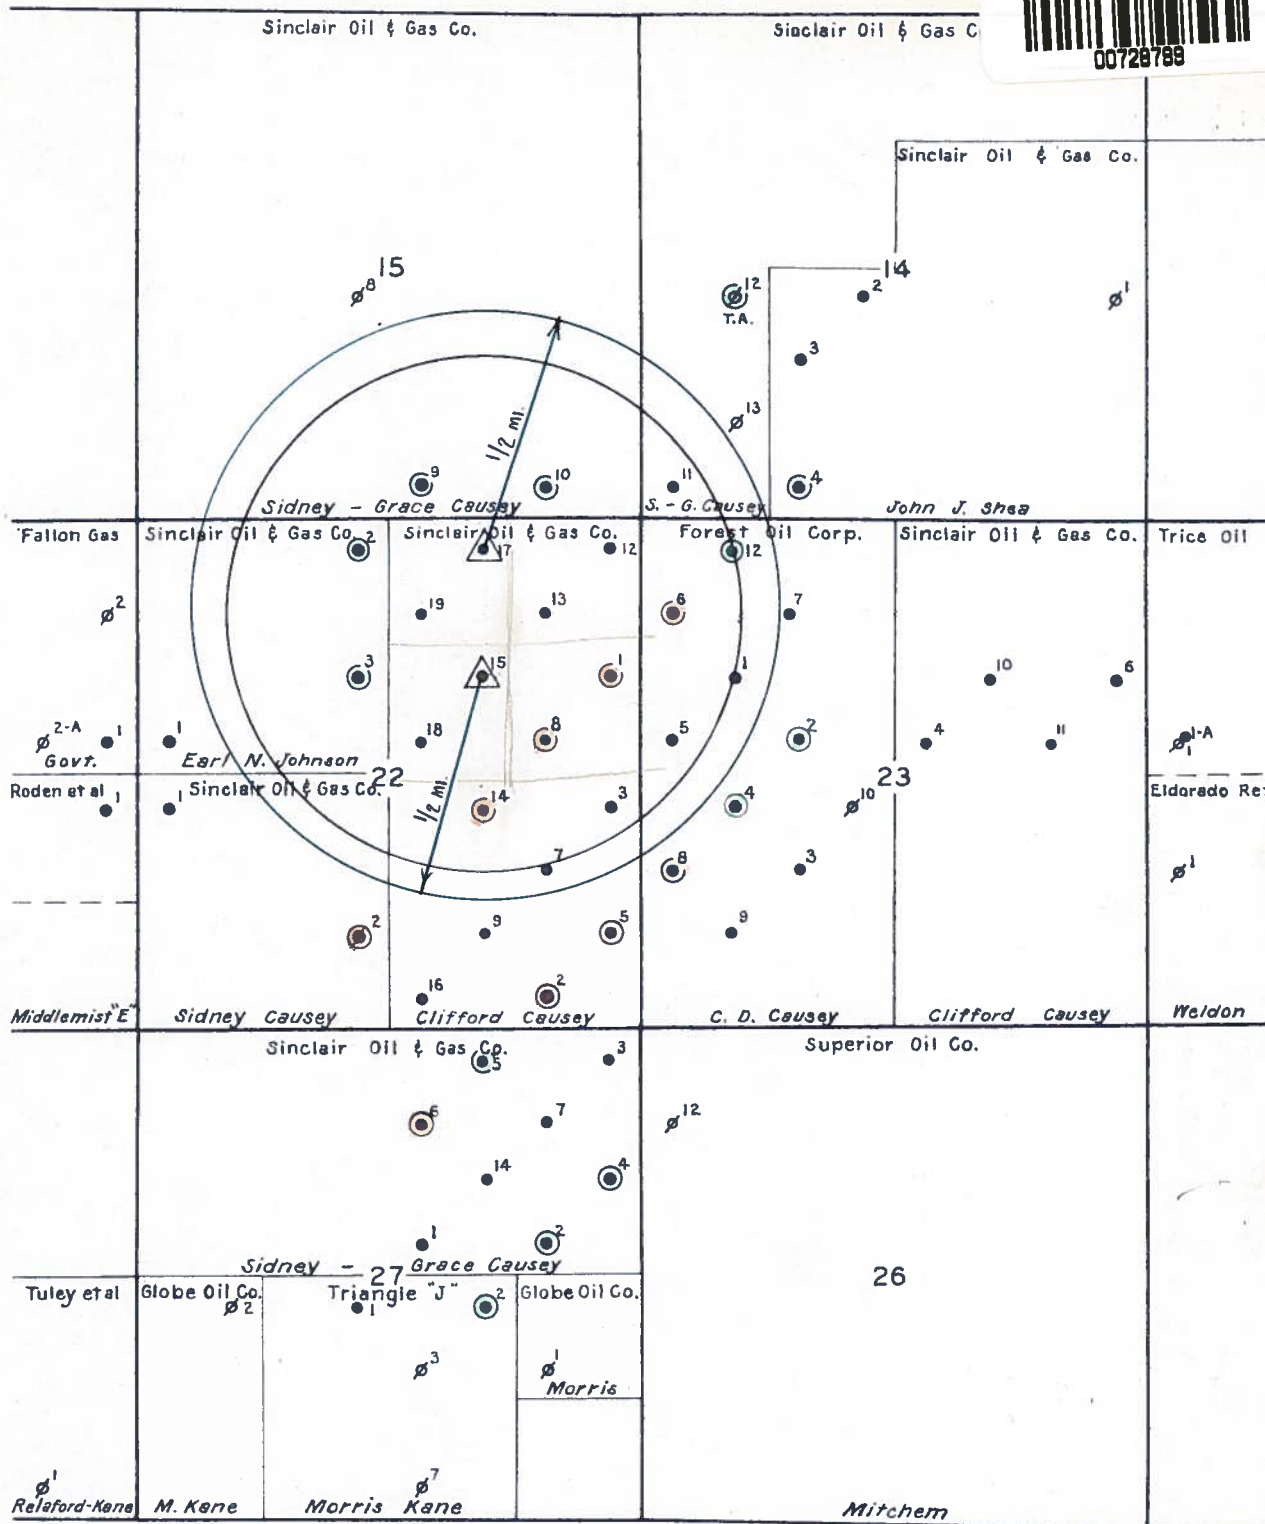 Sinclair Oil & Gas Co.
Sinclair Oil & Gas C
00728789
Sinclair Oil & Gas Co.
15
8
14
12
T.A.
2
1
3
13
1/2 mi.
9
10
11
4
Sidney - Grace Causey
S. - G. Causey
John J. Shea
Fallon Gas
Sinclair Oil & Gas Co.
2
Sinclair Oil & Gas Co.
17
12
Forest Oil Corp.
12
Sinclair Oil & Gas Co.
Trice Oil
2
19
13
6
7
3
15
1
1
10
6
2-A
1
1
18
8
5
2
4
11
1-A
1
Govt.
Earl N. Johnson
22
23
Roden et al
1
1
Sinclair Oil & Gas Co.
1/2 mi.
14
3
4
10
Eldorado Re
7
8
3
1
2
9
5
9
16
2
Middlemist "E"
Sidney Causey
Clifford Causey
C. D. Causey
Clifford Causey
Weldon
Sinclair Oil & Gas Co.
5
3
Superior Oil Co.
6
7
12
14
4
1
2
Sidney - Grace Causey
27
26
Tuley et al
Globe Oil Co.
2
Triangle "J"
1
2
Globe Oil Co.
3
1
Morris
1
7
Relaford-Kane
M. Kane
Morris Kane
Mitchem